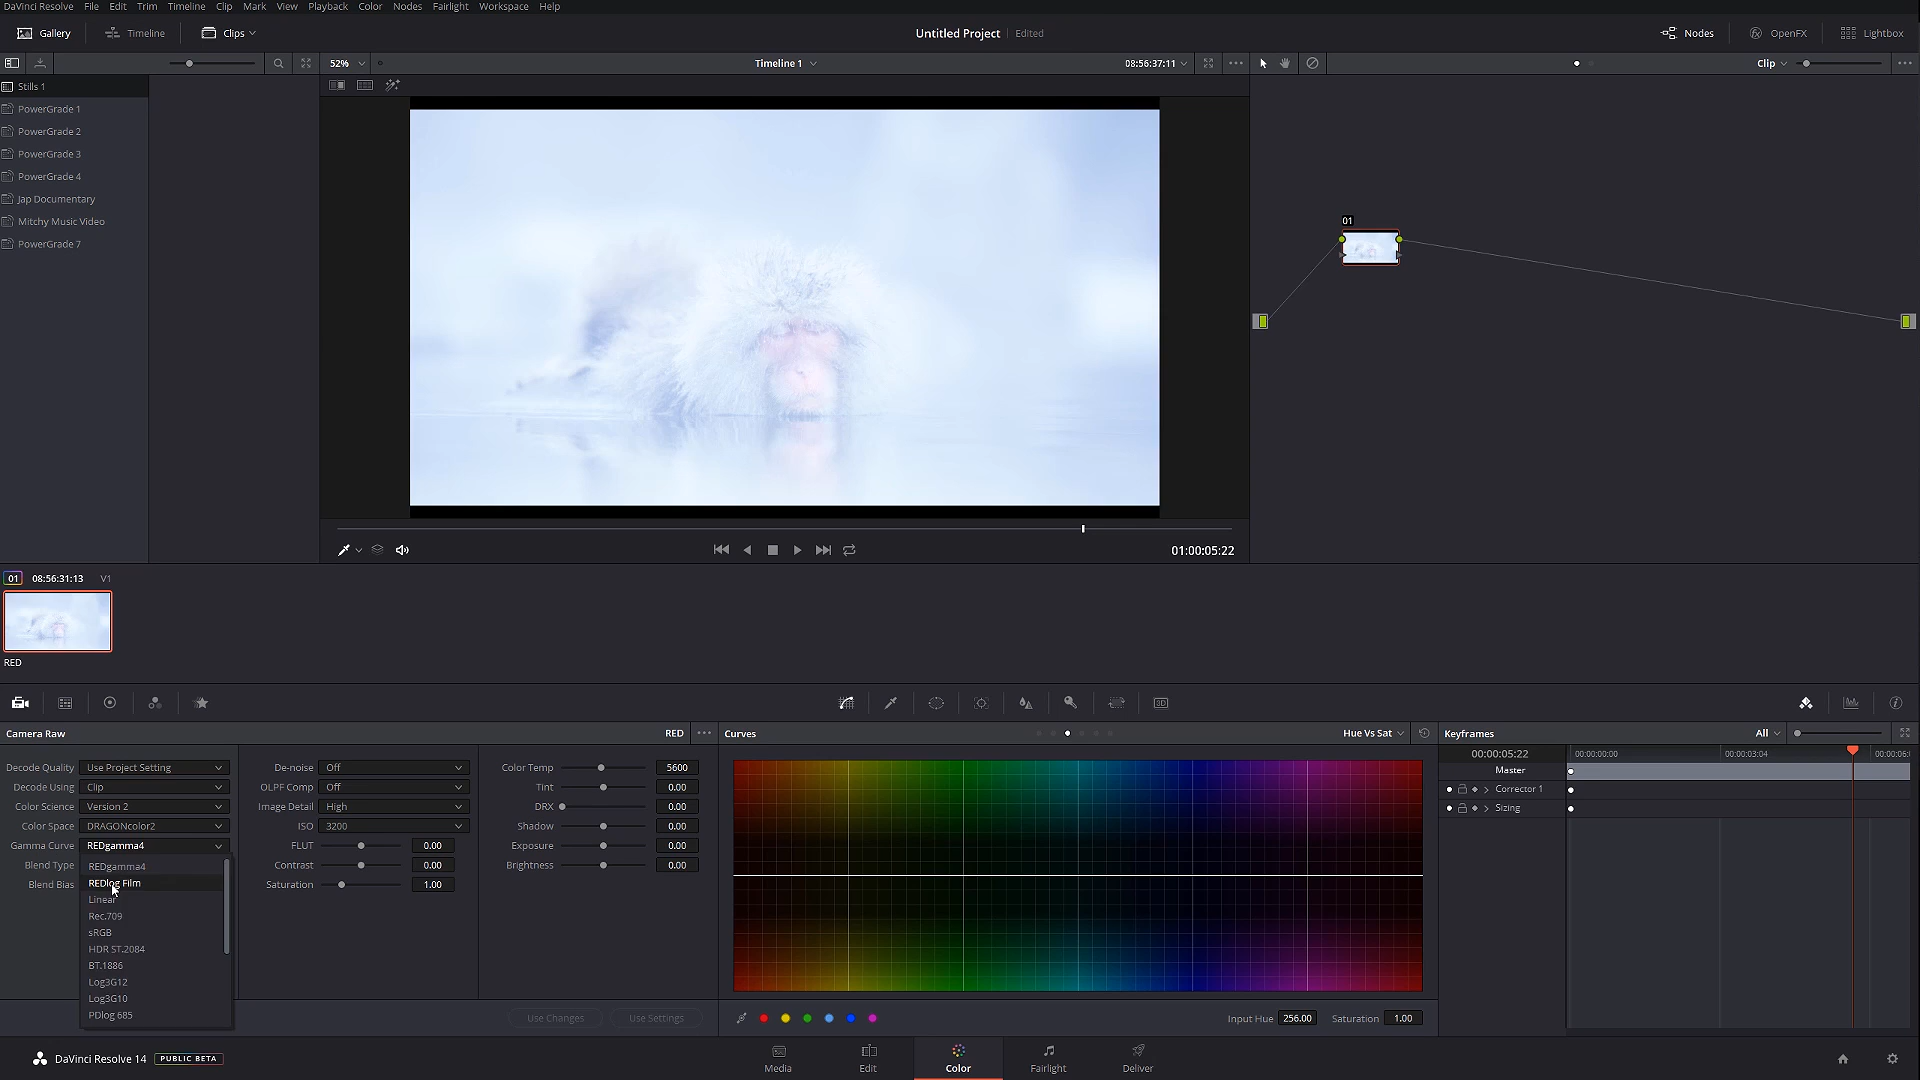 DaVinci Resolve File Edit Trim Timeline Clip Mark View Playback Color Nodes Fairlight Workspace Help
Gallery Timeline Clips Untitled Project Edited Nodes OpenFX Lightbox
52% Timeline 1 08:56:37:11 Clip
Stills 1
PowerGrade 1
PowerGrade 2
PowerGrade 3
PowerGrade 4
Jap Documentary
Mitchy Music Video
PowerGrade 7
01
01:00:05:22
01 08:56:31:13 V1
RED
Camera Raw RED Curves Hue Vs Sat Keyframes All
00:00:05:22 00:00:00:00 00:00:03:04 00:00:06:
Master
Corrector 1
Sizing
Decode Quality Use Project Setting De-noise Off Color Temp 5600
Decode Using Clip OLPF Comp Off Tint 0.00
Color Science Version 2 Image Detail High DRX 0.00
Color Space DRAGONcolor2 ISO 3200 Shadow 0.00
Gamma Curve REDgamma4 FLUT 0.00 Exposure 0.00
Blend Type REDgamma4 Contrast 0.00 Brightness 0.00
Blend Bias REDlog Film Saturation 1.00
Linear
Rec.709
sRGB
HDR ST.2084
BT.1886
Log3G12
Log3G10
PDlog 685
Use Changes Use Settings Input Hue 256.00 Saturation 1.00
DaVinci Resolve 14 PUBLIC BETA
Media Edit Color Fairlight Deliver